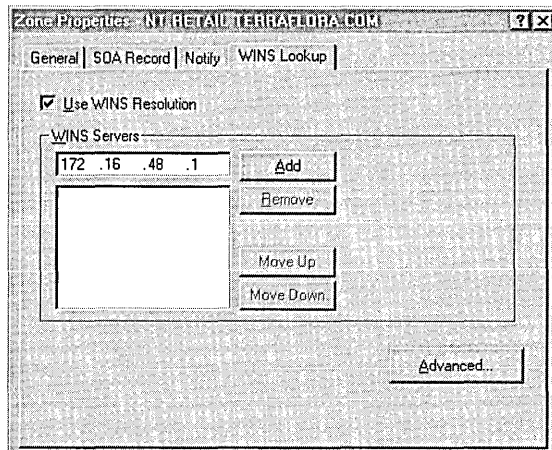 Zone Properties - NT.RETAIL.TERRAFLORA.COM
General SOA Record Notify WINS Lookup
Use WINS Resolution
WINS Servers
172 .16 .48 .1 Add
Remove
Move Up
Move Down
Advanced...